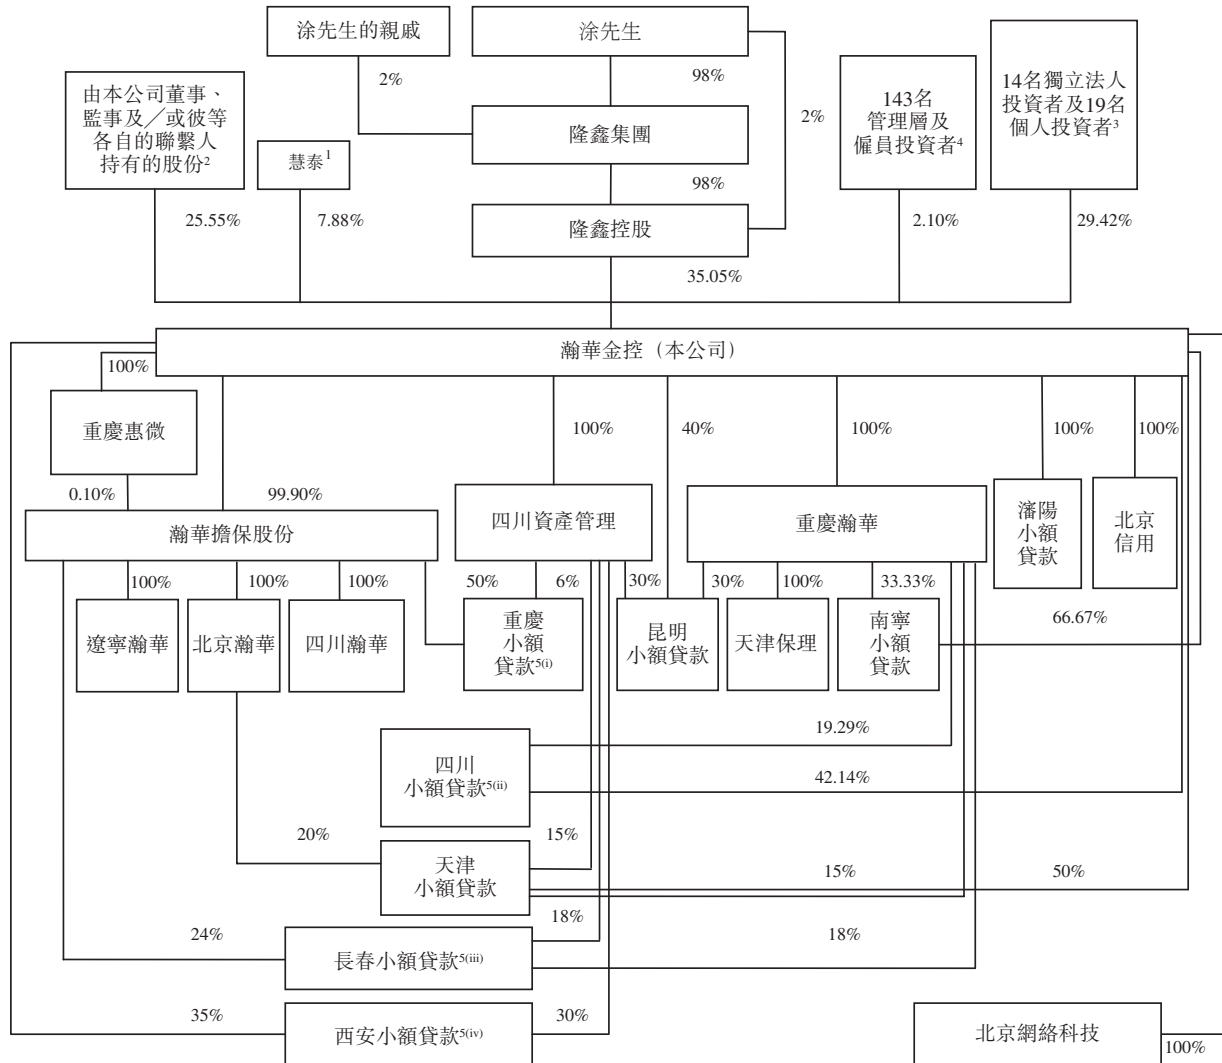 涂先生的親戚
涂先生
14名獨立法人
投資者及19名
個人投資者3
2%
98%
由本公司董事、
監事及／或彼等
各自的聯繫人
持有的股份2
143名
管理層及
僱員投資者4
隆鑫集團
2%
慧泰1
98%
25.55%
7.88%
隆鑫控股
2.10%
29.42%
35.05%
瀚華金控（本公司）
100%
重慶惠微
100%
40%
100%
100%
100%
0.10%
99.90%
四川資產管理
重慶瀚華
瀋陽
小額
貸款
北京
信用
瀚華擔保股份
100%
100%
100%
50%
6%
30%
30%
100%
33.33%
遼寧瀚華
北京瀚華
四川瀚華
重慶
小額
貸款5(i)
昆明
小額貸款
天津保理
南寧
小額
貸款
66.67%
19.29%
四川
小額貸款5(ii)
42.14%
20%
15%
天津
小額貸款
15%
50%
18%
24%
18%
長春小額貸款5(iii)
35%
西安小額貸款5(iv)
30%
北京網絡科技
100%